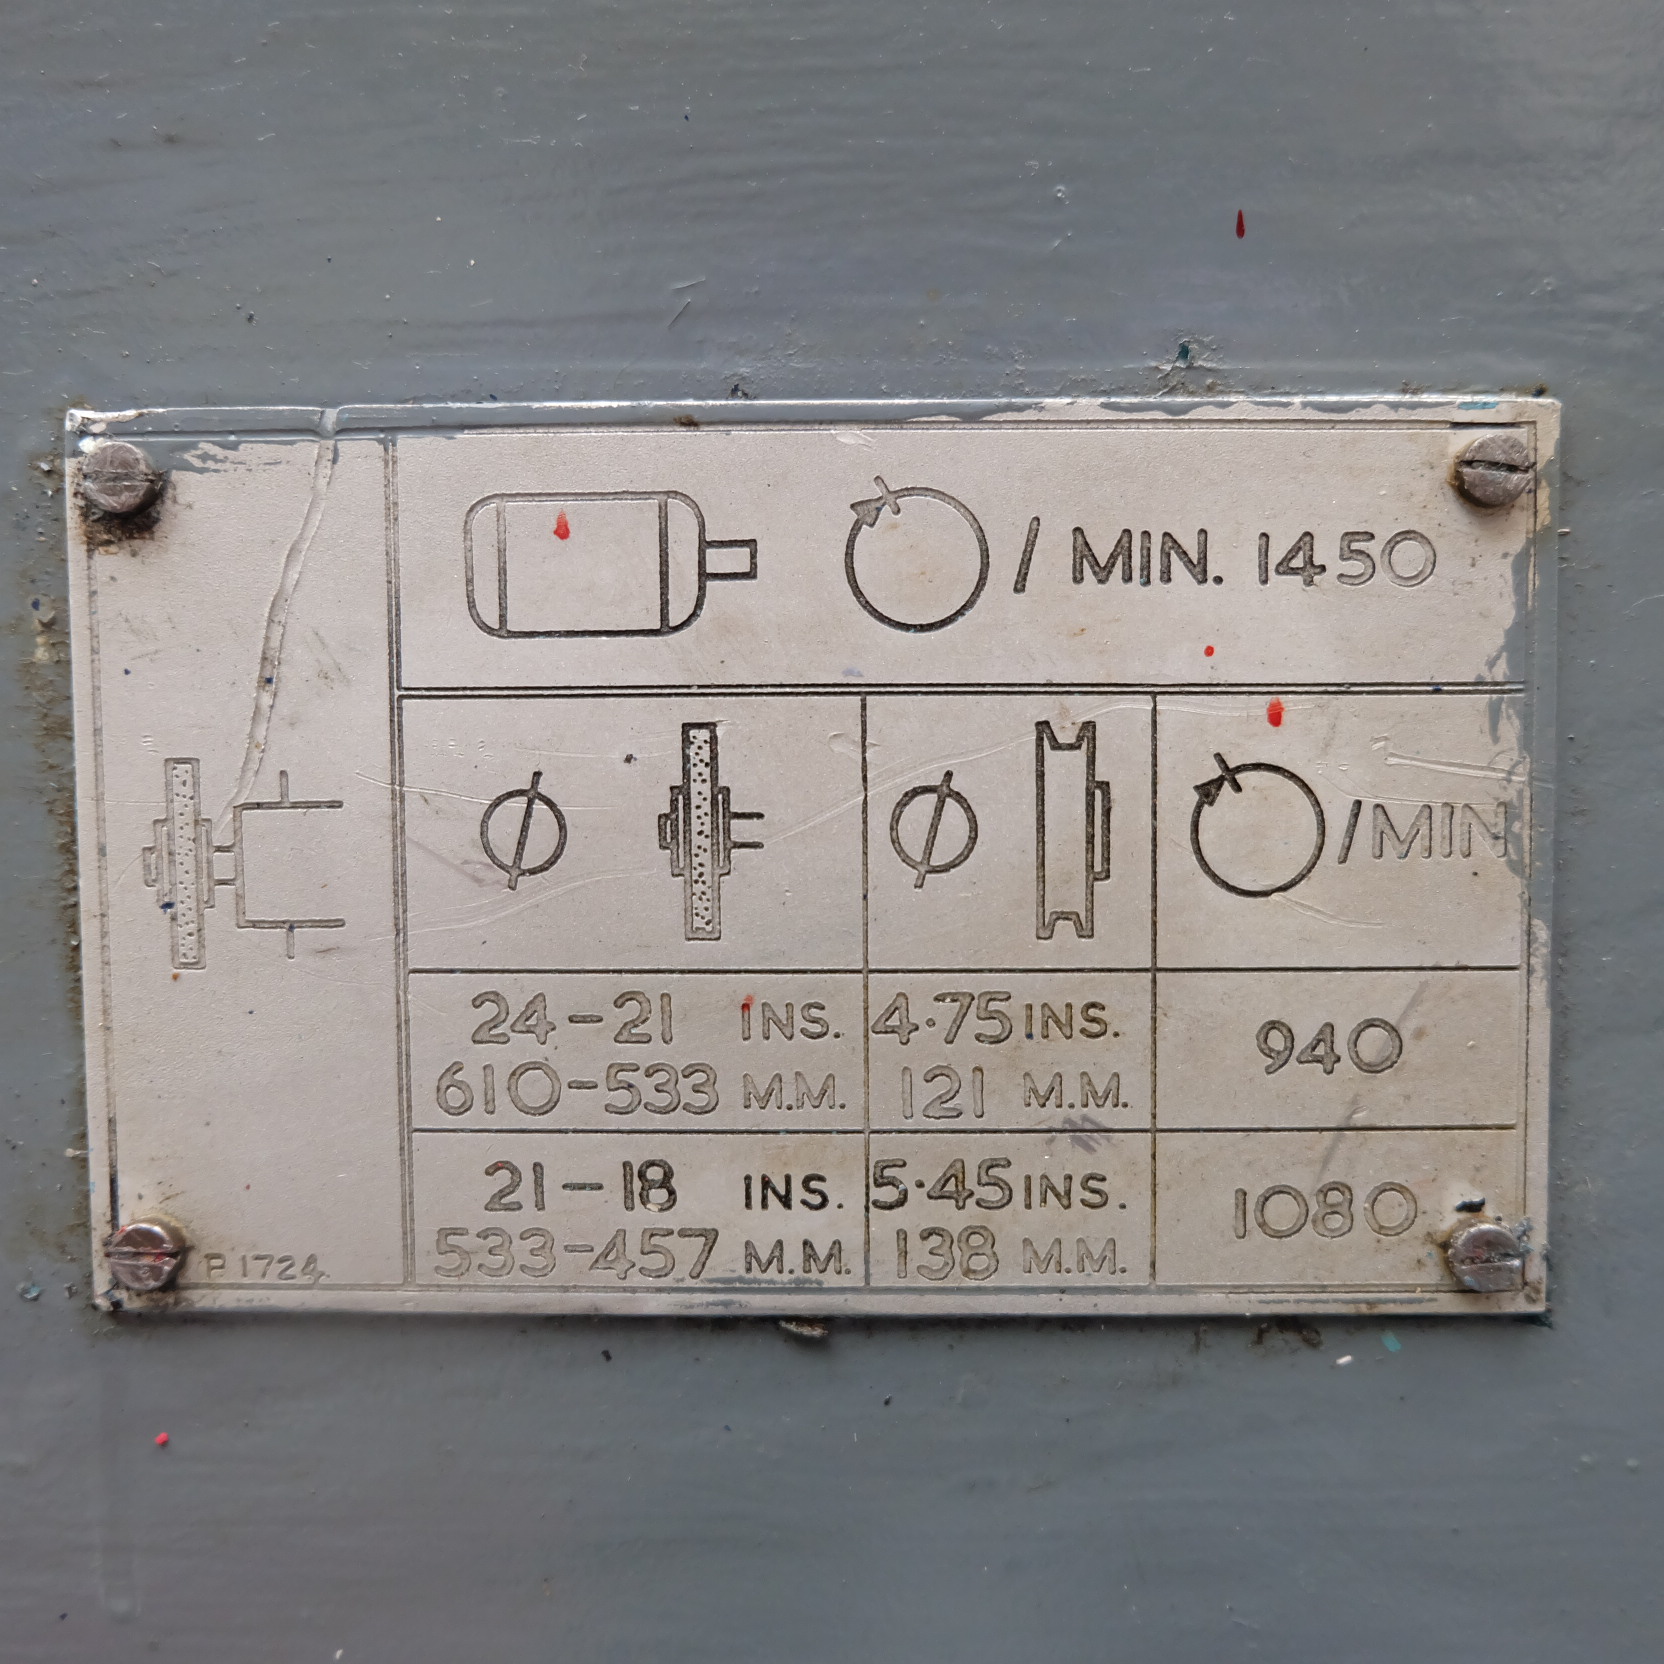 / MIN. 1450
/MIN
24-21 INS. 4·75 INS. 940
610-533 M.M. 121 M.M.
21-18 INS. 5·45 INS. 1080
533-457 M.M. 138 M.M.
P 1724